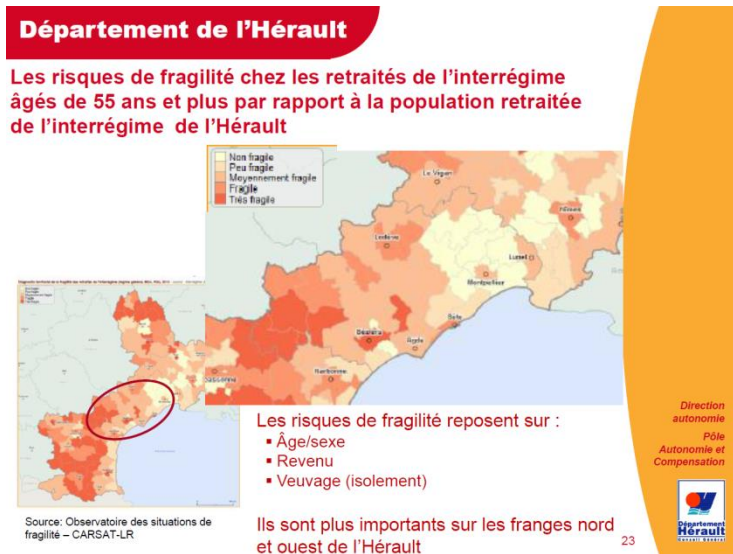 Département de l'Hérault
Les risques de fragilité chez les retraités de l'interrégime
âgés de 55 ans et plus par rapport à la population retraitée
de l'interrégime de l'Hérault
Non fragile
Peu fragile
Moyennement fragile
Fragile
Très fragile
Le Vigan
Nîmes
Lodève
Lunel
Montpellier
Sète
Béziers
Agde
Narbonne
Les risques de fragilité reposent sur :
▪ Âge/sexe
▪ Revenu
▪ Veuvage (isolement)
Ils sont plus importants sur les franges nord
et ouest de l'Hérault
Source: Observatoire des situations de
fragilité – CARSAT-LR
Direction
autonomie
Pôle
Autonomie et
Compensation
Département
Hérault
Conseil Général
23